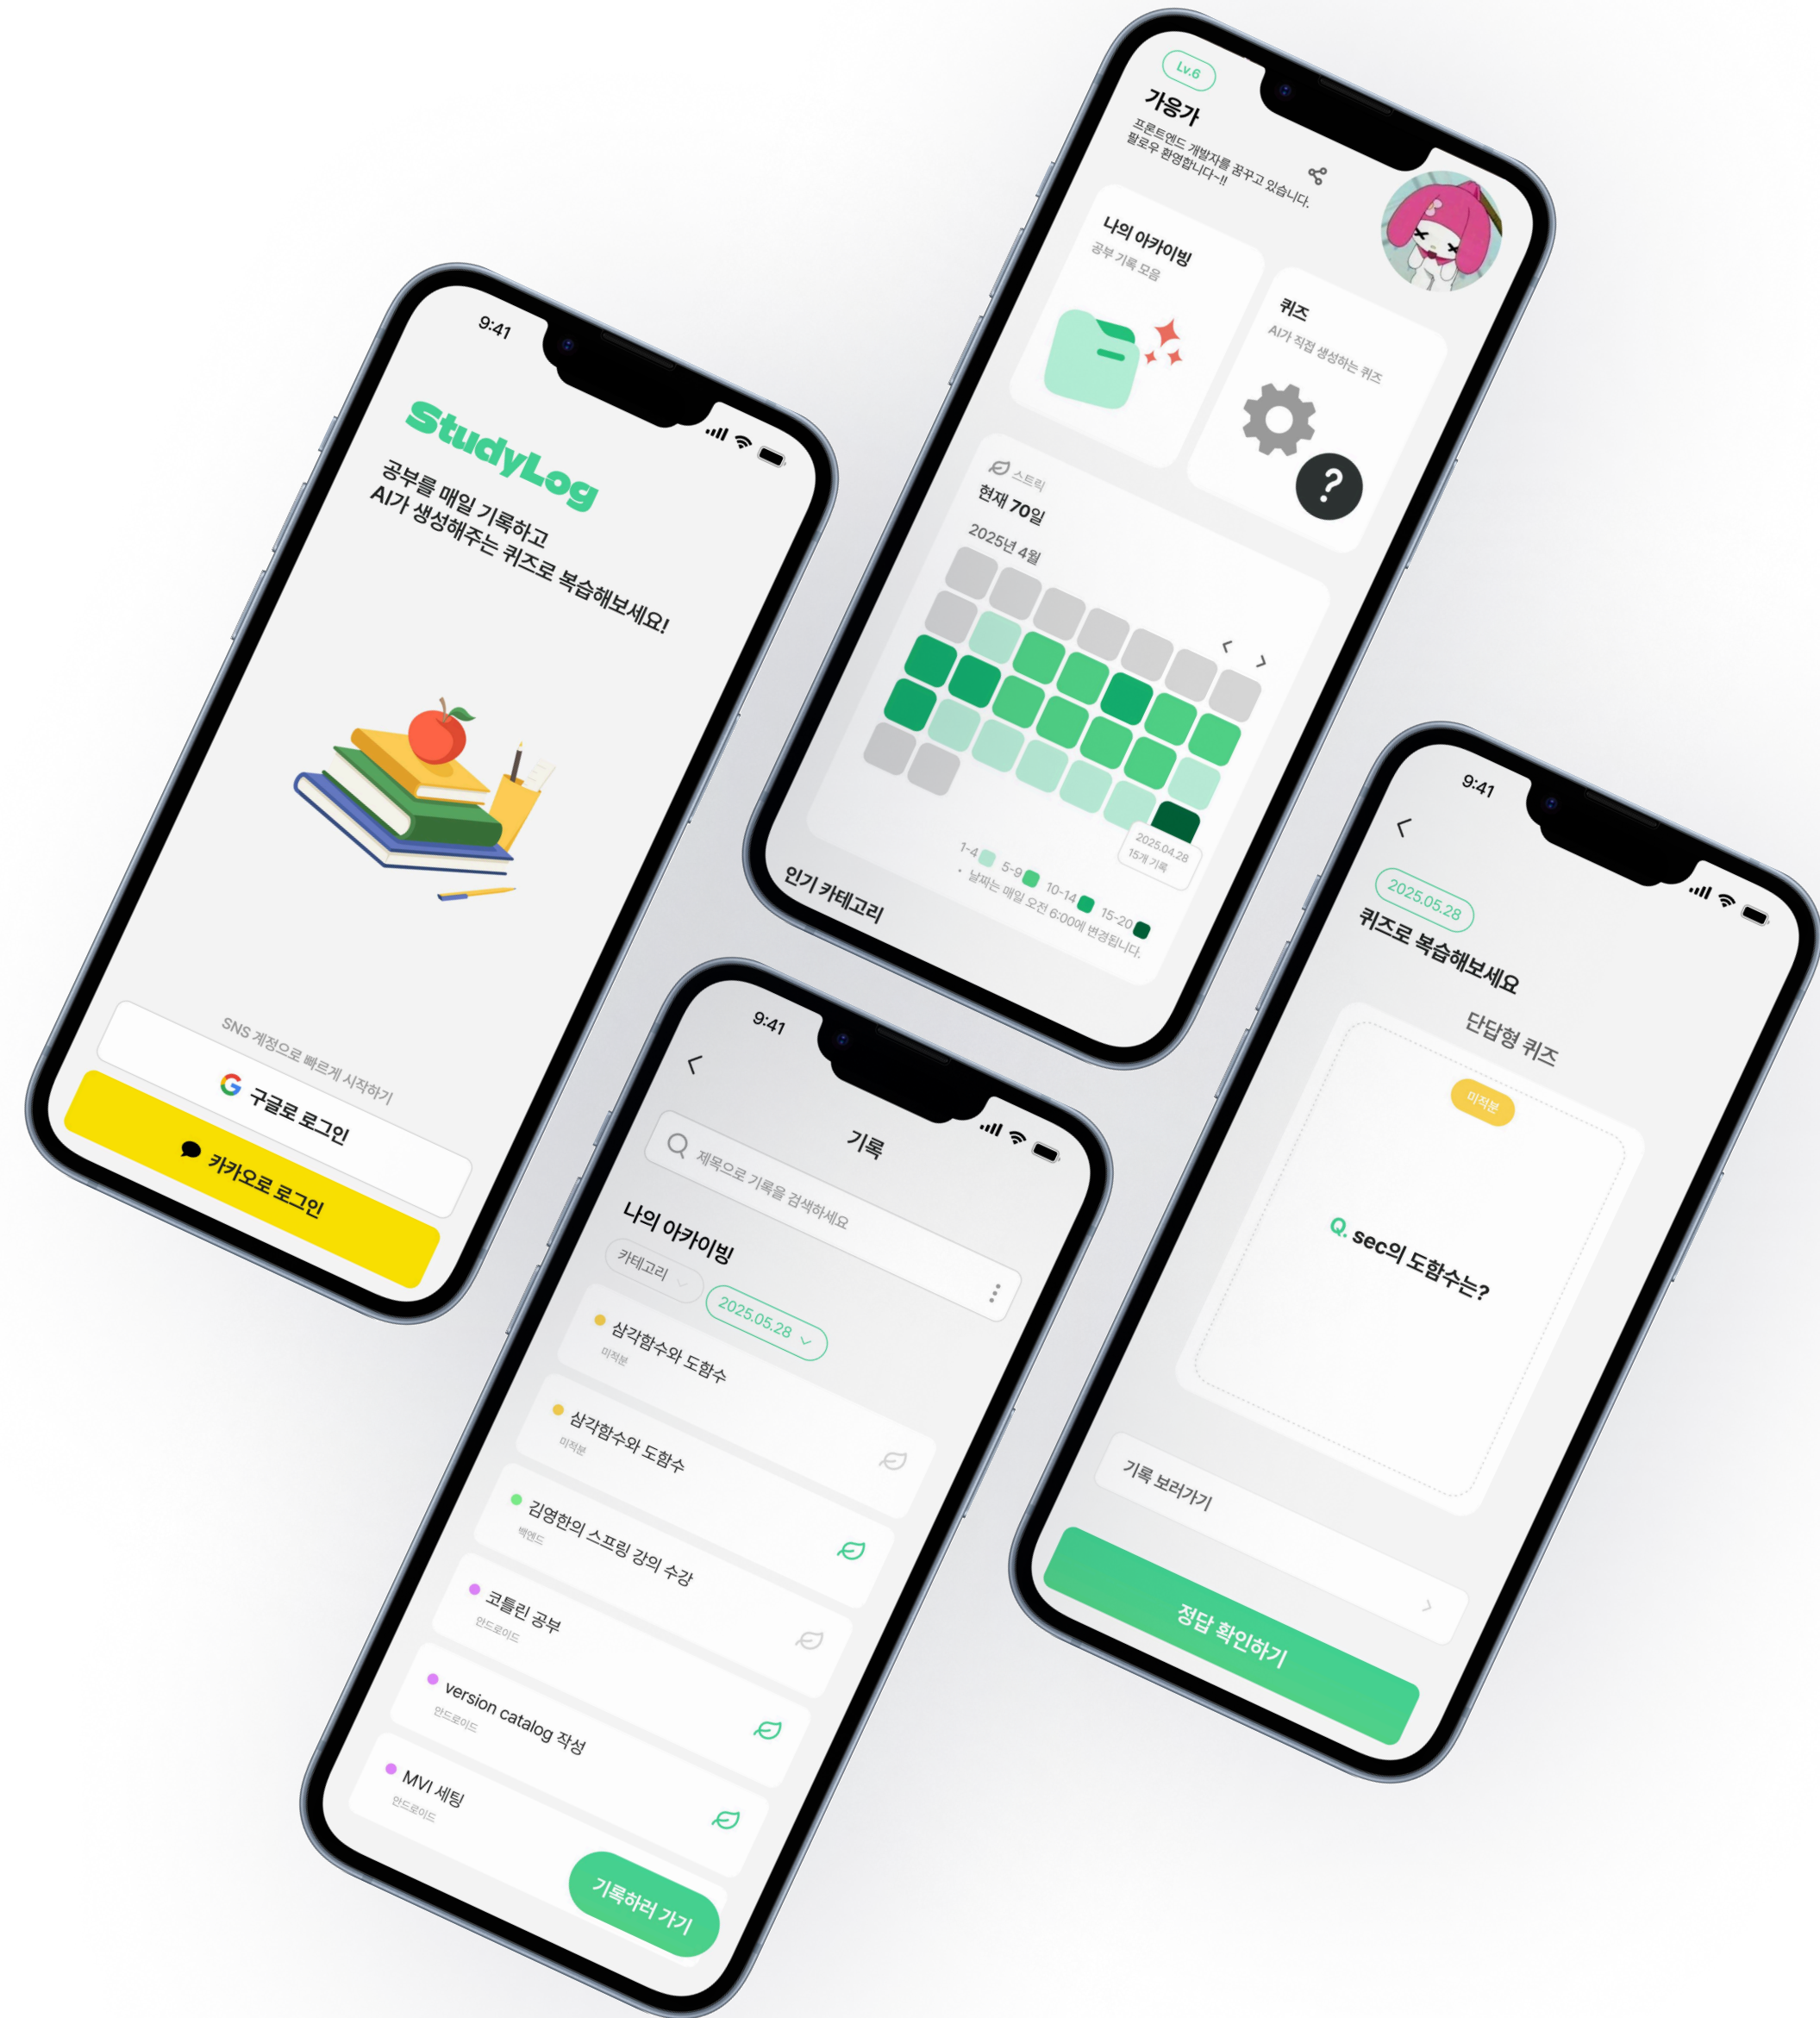 9:41
StudyLog
공부를 매일 기록하고
AI가 생성해주는 퀴즈로 복습해보세요!
SNS 계정으로 빠르게 시작하기
구글로 로그인
카카오로 로그인
Lv.6
가응가
프론트엔드 개발자를 꿈꾸고 있습니다.
팔로우 환영합니다~!!
나의 아카이빙
공부 기록 모음
퀴즈
AI가 직접 생성하는 퀴즈
?
스트릭
현재 70일
2025년 4월
2025.04.28
15개 기록
1-4 5-9 10-14 15-20
• 날짜는 매일 오전 6:00에 변경됩니다.
인기 카테고리
9:41
기록
제목으로 기록을 검색하세요
나의 아카이빙
카테고리
2025.05.28
삼각함수와 도함수
미적분
삼각함수와 도함수
미적분
김영한의 스프링 강의 수강
백엔드
코틀린 공부
안드로이드
version catalog 작성
안드로이드
MVI 세팅
안드로이드
기록하러 가기
9:41
2025.05.28
퀴즈로 복습해보세요
단답형 퀴즈
미적분
Q. sec의 도함수는?
기록 보러가기
정답 확인하기